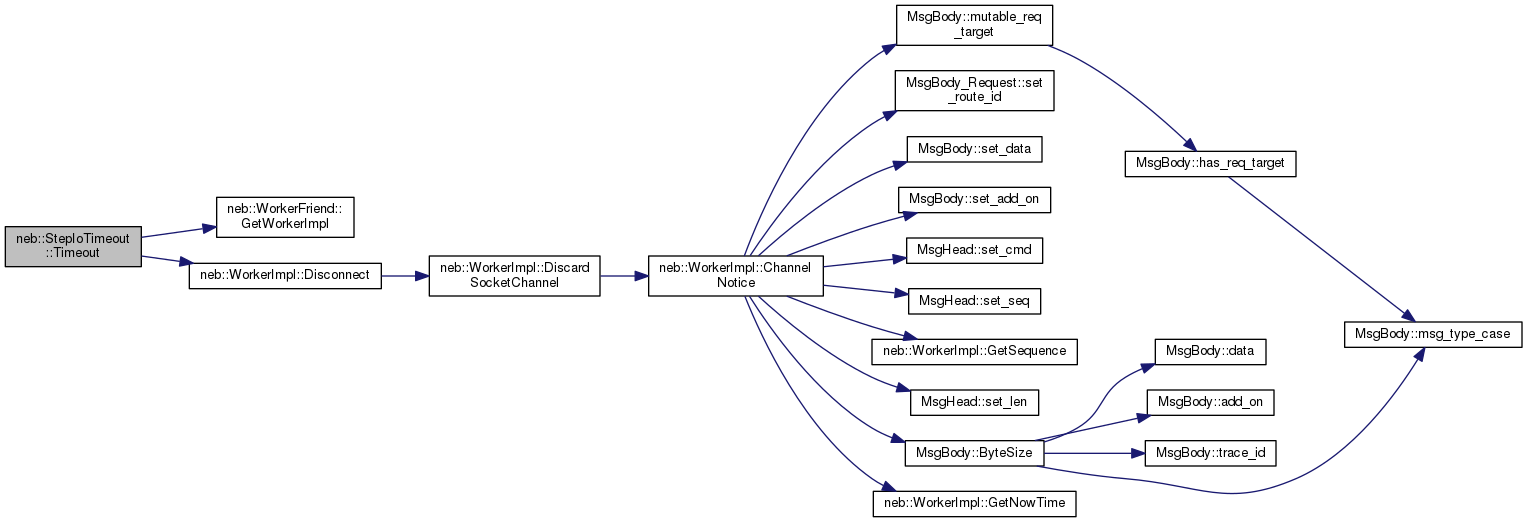 neb::StepIoTimeout
::Timeout
neb::WorkerFriend::
GetWorkerImpl
neb::WorkerImpl::Disconnect
neb::WorkerImpl::Discard
SocketChannel
neb::WorkerImpl::Channel
Notice
MsgBody::mutable_req
_target
MsgBody_Request::set
_route_id
MsgBody::set_data
MsgBody::set_add_on
MsgHead::set_cmd
MsgHead::set_seq
neb::WorkerImpl::GetSequence
MsgHead::set_len
MsgBody::ByteSize
neb::WorkerImpl::GetNowTime
MsgBody::has_req_target
MsgBody::data
MsgBody::add_on
MsgBody::trace_id
MsgBody::msg_type_case